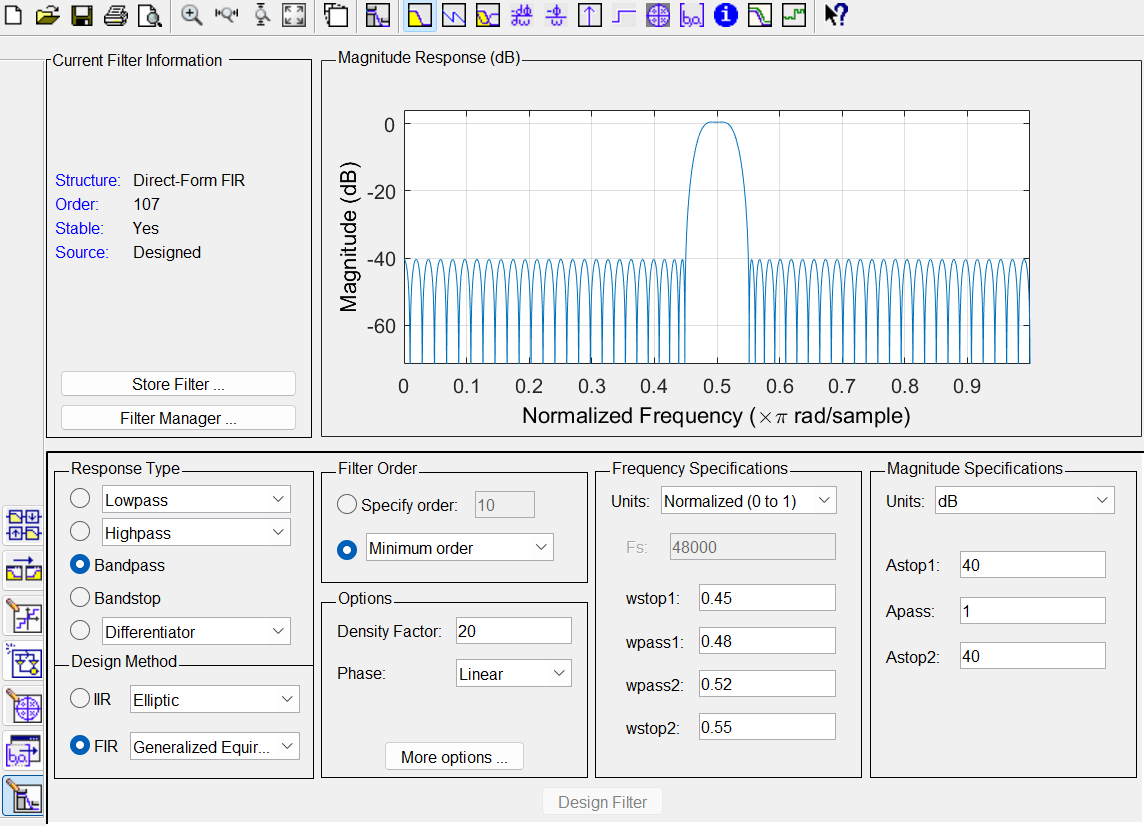 Current Filter Information
Structure: Direct-Form FIR
Order: 107
Stable: Yes
Source: Designed
Store Filter ...
Filter Manager ...
Magnitude Response (dB)
Magnitude (dB)
0
-20
-40
-60
0 0.1 0.2 0.3 0.4 0.5 0.6 0.7 0.8 0.9
Normalized Frequency (×π rad/sample)
Response Type
Lowpass
Highpass
Bandpass
Bandstop
Differentiator
Design Method
IIR Elliptic
FIR Generalized Equir...
Filter Order
Specify order: 10
Minimum order
Options
Density Factor: 20
Phase: Linear
More options ...
Frequency Specifications
Units: Normalized (0 to 1)
Fs: 48000
wstop1: 0.45
wpass1: 0.48
wpass2: 0.52
wstop2: 0.55
Magnitude Specifications
Units: dB
Astop1: 40
Apass: 1
Astop2: 40
Design Filter